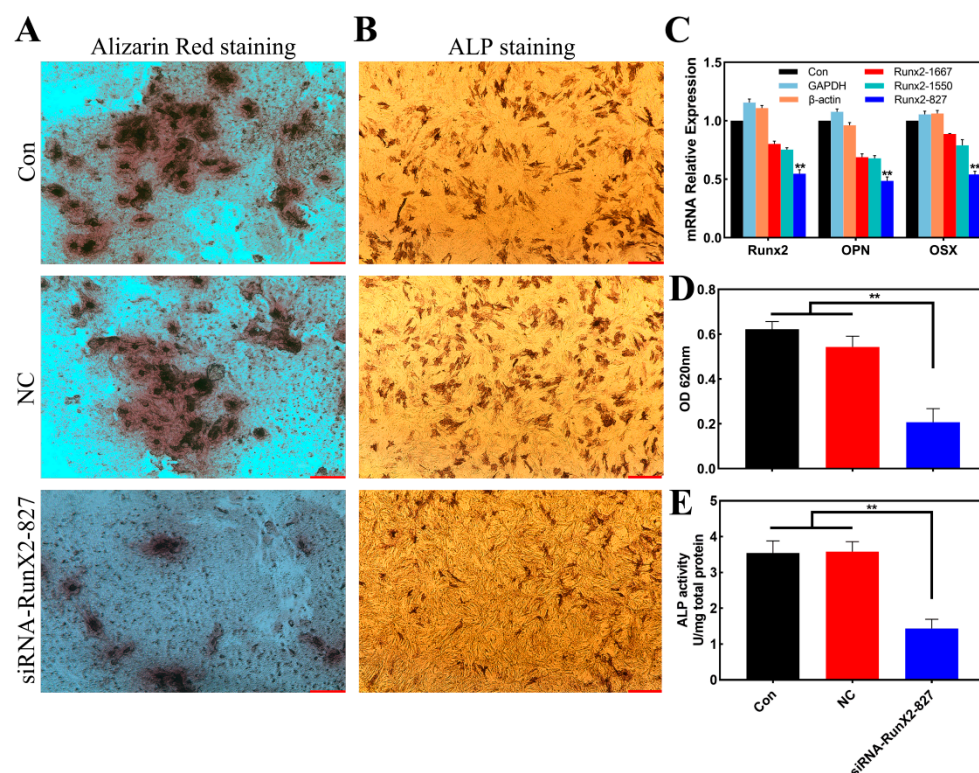 A
Alizarin Red staining
Con
NC
siRNA-RunX2-827
B
ALP staining
C
mRNA Relative Expression
1.5
1.0
0.5
0.0
Con
GAPDH
β-actin
Runx2-1667
Runx2-1550
Runx2-827
**
**
**
Runx2
OPN
OSX
D
OD 620nm
0.8
0.6
0.4
0.2
0.0
**
E
ALP activity
U/mg total protein
5
4
3
2
1
0
**
Con
NC
siRNA-RunX2-827